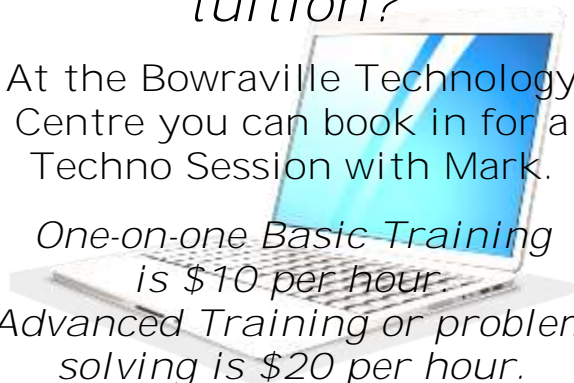 tuition?
At the Bowraville Technology
Centre you can book in for a
Techno Session with Mark.
One-on-one Basic Training
is $10 per hour.
Advanced Training or problem
solving is $20 per hour.